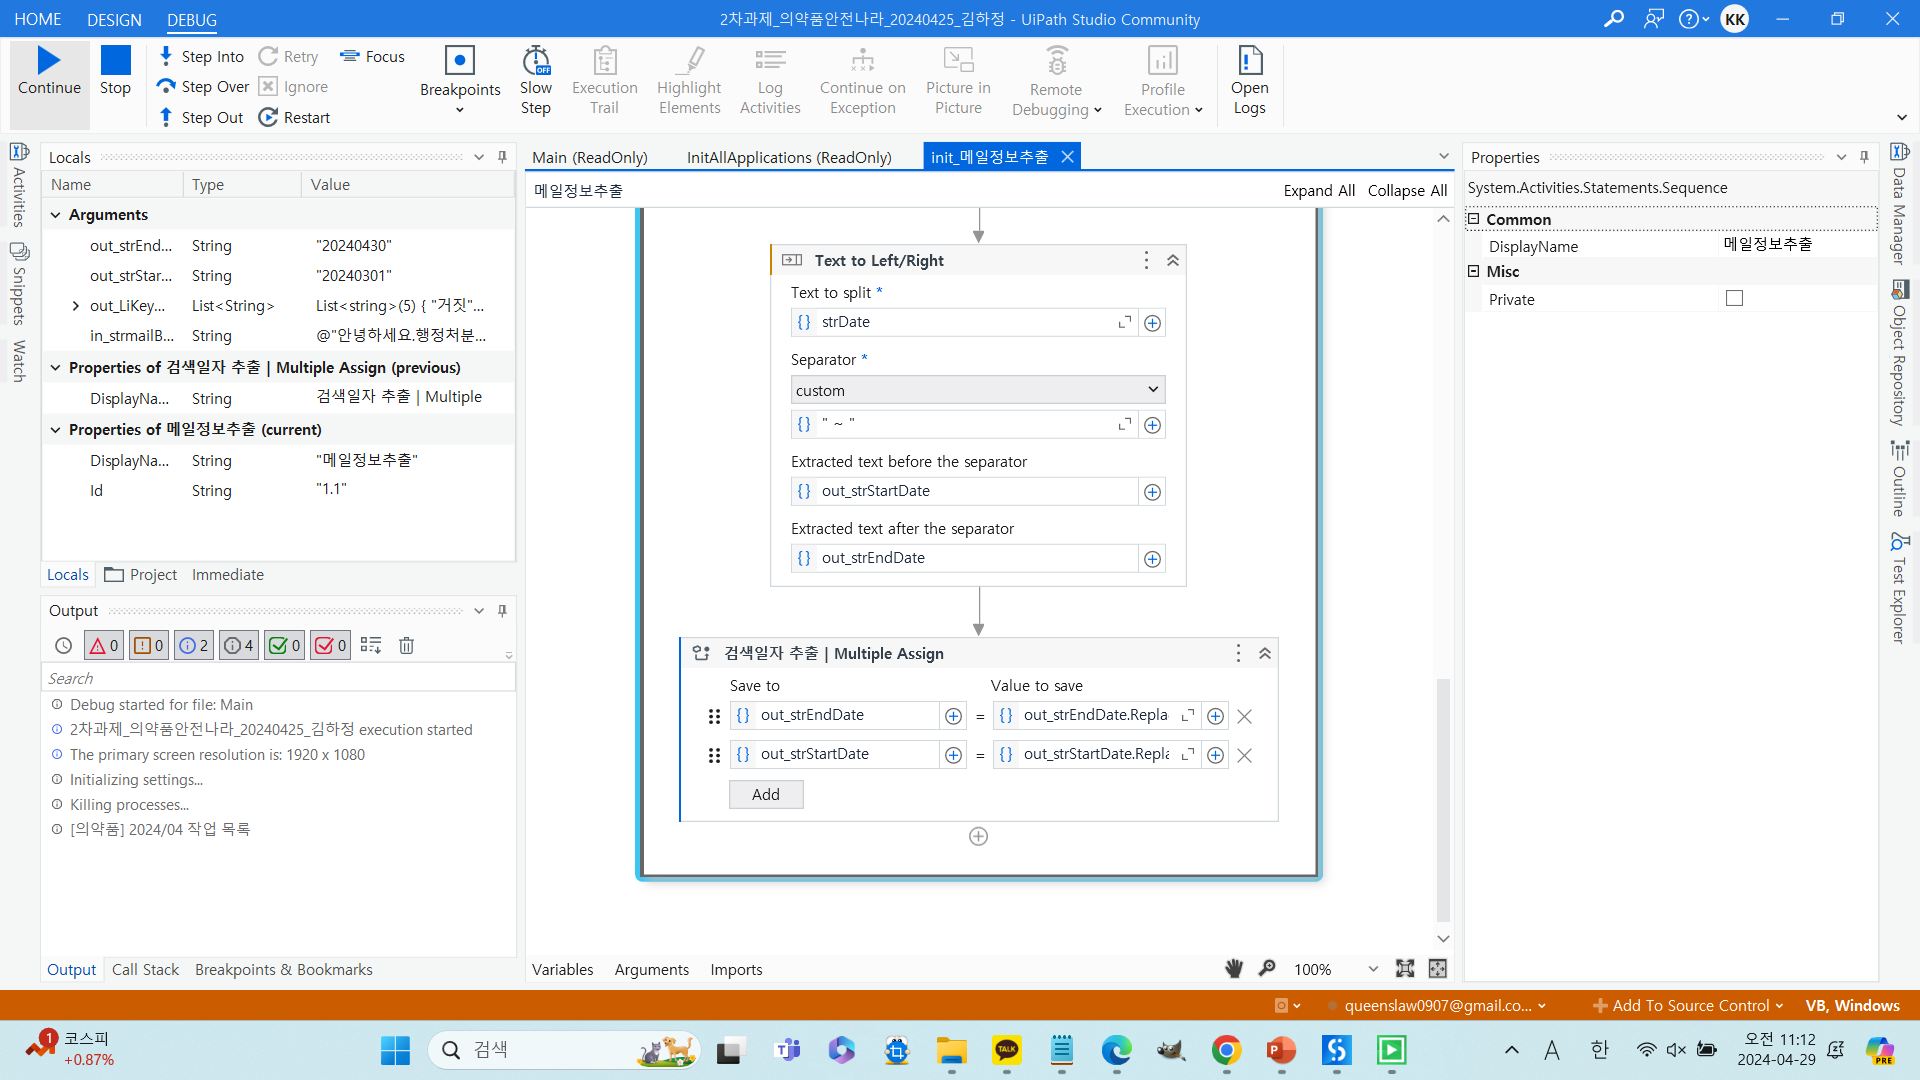 HOME DESIGN DEBUG
2차과제_의약품안전나라_20240425_김하정 - UiPath Studio Community
KK
Continue
Stop
Step Into
Step Over
Step Out
Retry
Ignore
Restart
Focus
Breakpoints
OFF
Slow
Step
Execution
Trail
Highlight
Elements
Log
Activities
Continue on
Exception
Picture in
Picture
Remote
Debugging
Profile
Execution
Open
Logs
Activities
Snippets
Watch
Locals
Name Type Value
Arguments
out_strEnd... String "20240430"
out_strStar... String "20240301"
out_LiKey... List<String> List<string>(5) { "거짓"...
in_strmailB... String @"안녕하세요.행정처분...
Properties of 검색일자 추출 | Multiple Assign (previous)
DisplayNa... String 검색일자 추출 | Multiple
Properties of 메일정보추출 (current)
DisplayNa... String "메일정보추출"
Id String "1.1"
Locals Project Immediate
Output
0 0 2 4 0 0
Search
Debug started for file: Main
2차과제_의약품안전나라_20240425_김하정 execution started
The primary screen resolution is: 1920 x 1080
Initializing settings...
Killing processes...
[의약품] 2024/04 작업 목록
Output Call Stack Breakpoints & Bookmarks
Main (ReadOnly) InitAllApplications (ReadOnly) init_메일정보추출
메일정보추출 Expand All Collapse All
Text to Left/Right
Text to split *
{} strDate
Separator *
custom
{} " ~ "
Extracted text before the separator
{} out_strStartDate
Extracted text after the separator
{} out_strEndDate
검색일자 추출 | Multiple Assign
Save to Value to save
{} out_strEndDate = {} out_strEndDate.Repla
{} out_strStartDate = {} out_strStartDate.Repla
Add
Variables Arguments Imports
100%
Properties
System.Activities.Statements.Sequence
Common
DisplayName 메일정보추출
Misc
Private
Data Manager
Object Repository
Outline
Test Explorer
queenslaw0907@gmail.co... Add To Source Control VB, Windows
1
코스피
+0.87%
검색
TALK
A 한
오전 11:12
2024-04-29
PRE